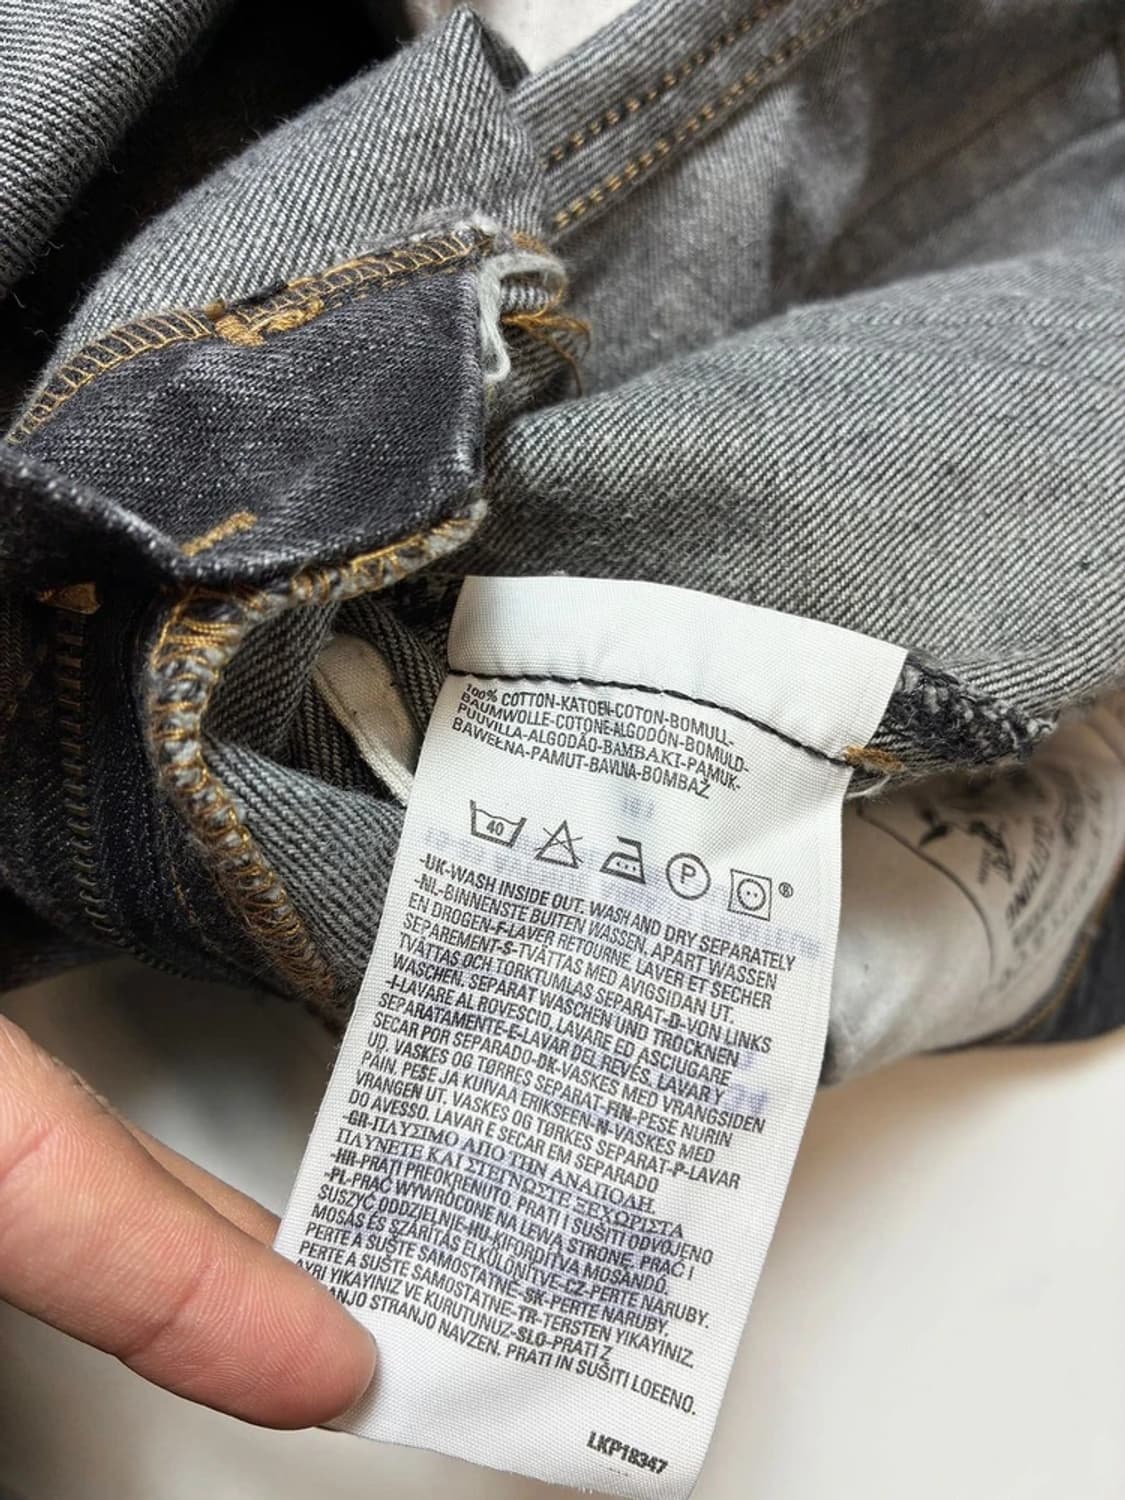 100% COTTON-KATOEN-COTON-BOMULL-
BAUMWOLLE-COTONE-ALGODÓN-BOMULD-
PUUVILLA-ALGODÃO-BAMBAKI-PAMUK-
BAWEŁNA-PAMUT-BAVLNA-BOMBAŽ
40
P
®
-UK-WASH INSIDE OUT. WASH AND DRY SEPARATELY
-NL-BINNENSTE BUITEN WASSEN, APART WASSEN
EN DROGEN-F-LAVER RETOURNE, LAVER ET SECHER
SEPAREMENT-S-TVÄTTAS MED AVIGSIDAN UT.
TVÄTTAS OCH TORKTUMLAS SEPARAT-D-VON LINKS
WASCHEN. SEPARAT WASCHEN UND TROCKNEN
-I-LAVARE AL ROVESCIO, LAVARE ED ASCIUGARE
SEPARATAMENTE-E-LAVAR DEL REVÉS. LAVAR Y
SECAR POR SEPARADO-DK-VASKES MED VRANGSIDEN
UD. VASKES OG TØRRES SEPARAT-FIN-PESE NURIN
PÄIN. PESE JA KUIVAA ERIKSEEN-N-VASKES MED
VRANGEN UT. VASKES OG TØRKES SEPARAT-P-LAVAR
DO AVESSO. LAVAR E SECAR EM SEPARADO
-GR-ΠΛΥΣΙΜΟ ΑΠΟ ΤΗΝ ΑΝΑΠΟΔΗ.
ΠΛΥΝΕΤΕ ΚΑΙ ΣΤΕΓΝΩΣΤΕ ΞΕΧΩΡΙΣΤΑ
-HR-PRATI PREOKRENUTO. PRATI I SUŠITI ODVOJENO
-PL-PRAĆ WYWRÓCONE NA LEWĄ STRONĘ, PRAĆ I
SUSZYĆ ODDZIELNIE-HU-KIFORDÍTVA MOSANDÓ,
MOSÁS ÉS SZÁRÍTÁS ELKÜLÖNÍTVE-CZ-PERTE NARUBY.
PERTE A SUŠTE SAMOSTATNĚ-SK-PERTE NARUBY.
PERTE A SUŠTE SAMOSTATNE-TR-TERSTEN YIKAYINIZ.
AYRI YIKAYINIZ VE KURUTUNUZ-SLO-PRATI Z
STRANJO NAVZEN. PRATI IN SUŠITI LOEENO.
LKP18347